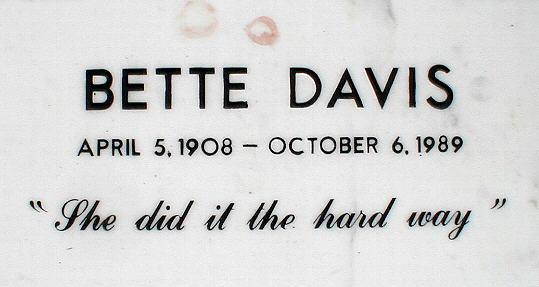 BETTE DAVIS
APRIL 5, 1908 – OCTOBER 6, 1989
“She did it the hard way”